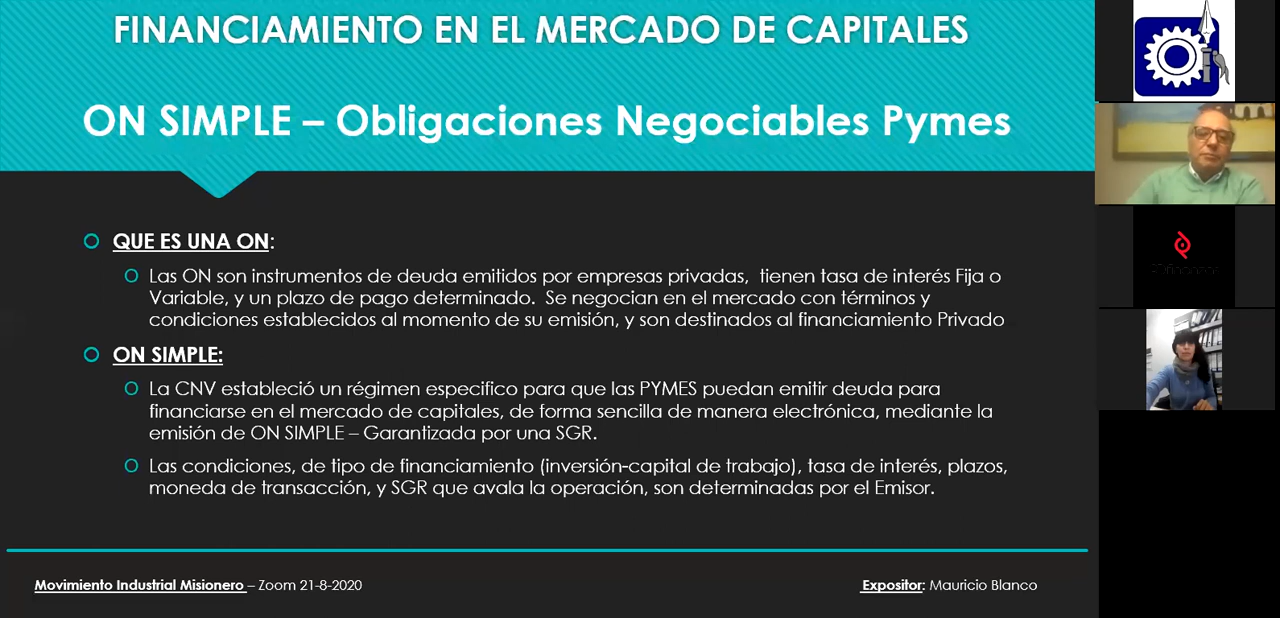 FINANCIAMIENTO EN EL MERCADO DE CAPITALES
ON SIMPLE – Obligaciones Negociables Pymes
QUE ES UNA ON:
Las ON son instrumentos de deuda emitidos por empresas privadas, tienen tasa de interés Fija o
Variable, y un plazo de pago determinado. Se negocian en el mercado con términos y
condiciones establecidos al momento de su emisión, y son destinados al financiamiento Privado
ON SIMPLE:
La CNV estableció un régimen especifico para que las PYMES puedan emitir deuda para
financiarse en el mercado de capitales, de forma sencilla de manera electrónica, mediante la
emisión de ON SIMPLE – Garantizada por una SGR.
Las condiciones, de tipo de financiamiento (inversión-capital de trabajo), tasa de interés, plazos,
moneda de transacción, y SGR que avala la operación, son determinadas por el Emisor.
Movimiento Industrial Misionero – Zoom 21-8-2020
Expositor: Mauricio Blanco